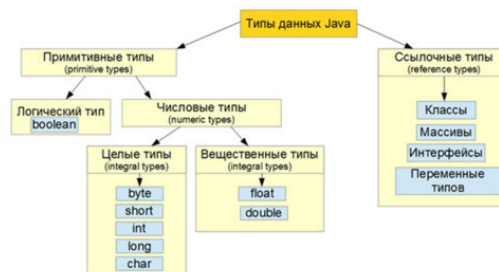 Типы данных Java
Примитивные типы
(primitive types)
Ссылочные типы
(reference types)
Логический тип
boolean
Числовые типы
(numeric types)
Классы
Массивы
Интерфейсы
Переменные
типов
Целые типы
(integral types)
Вещественные типы
(integral types)
byte
short
int
long
char
float
double